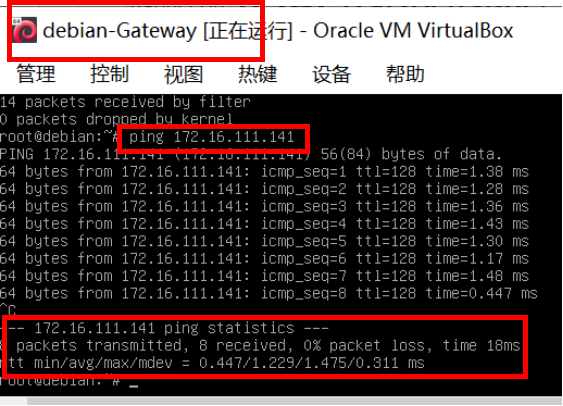 debian-Gateway [正在运行] - Oracle VM VirtualBox
管理 控制 视图 热键 设备 帮助
14 packets received by filter
0 packets dropped by kernel
root@debian:~# ping 172.16.111.141
PING 172.16.111.141 (172.16.111.141) 56(84) bytes of data.
64 bytes from 172.16.111.141: icmp_seq=1 ttl=128 time=1.38 ms
64 bytes from 172.16.111.141: icmp_seq=2 ttl=128 time=1.28 ms
64 bytes from 172.16.111.141: icmp_seq=3 ttl=128 time=1.36 ms
64 bytes from 172.16.111.141: icmp_seq=4 ttl=128 time=1.43 ms
64 bytes from 172.16.111.141: icmp_seq=5 ttl=128 time=1.30 ms
64 bytes from 172.16.111.141: icmp_seq=6 ttl=128 time=1.17 ms
64 bytes from 172.16.111.141: icmp_seq=7 ttl=128 time=1.48 ms
64 bytes from 172.16.111.141: icmp_seq=8 ttl=128 time=0.447 ms
^C
--- 172.16.111.141 ping statistics ---
packets transmitted, 8 received, 0% packet loss, time 18ms
rtt min/avg/max/mdev = 0.447/1.229/1.475/0.311 ms
root@debian:~# _